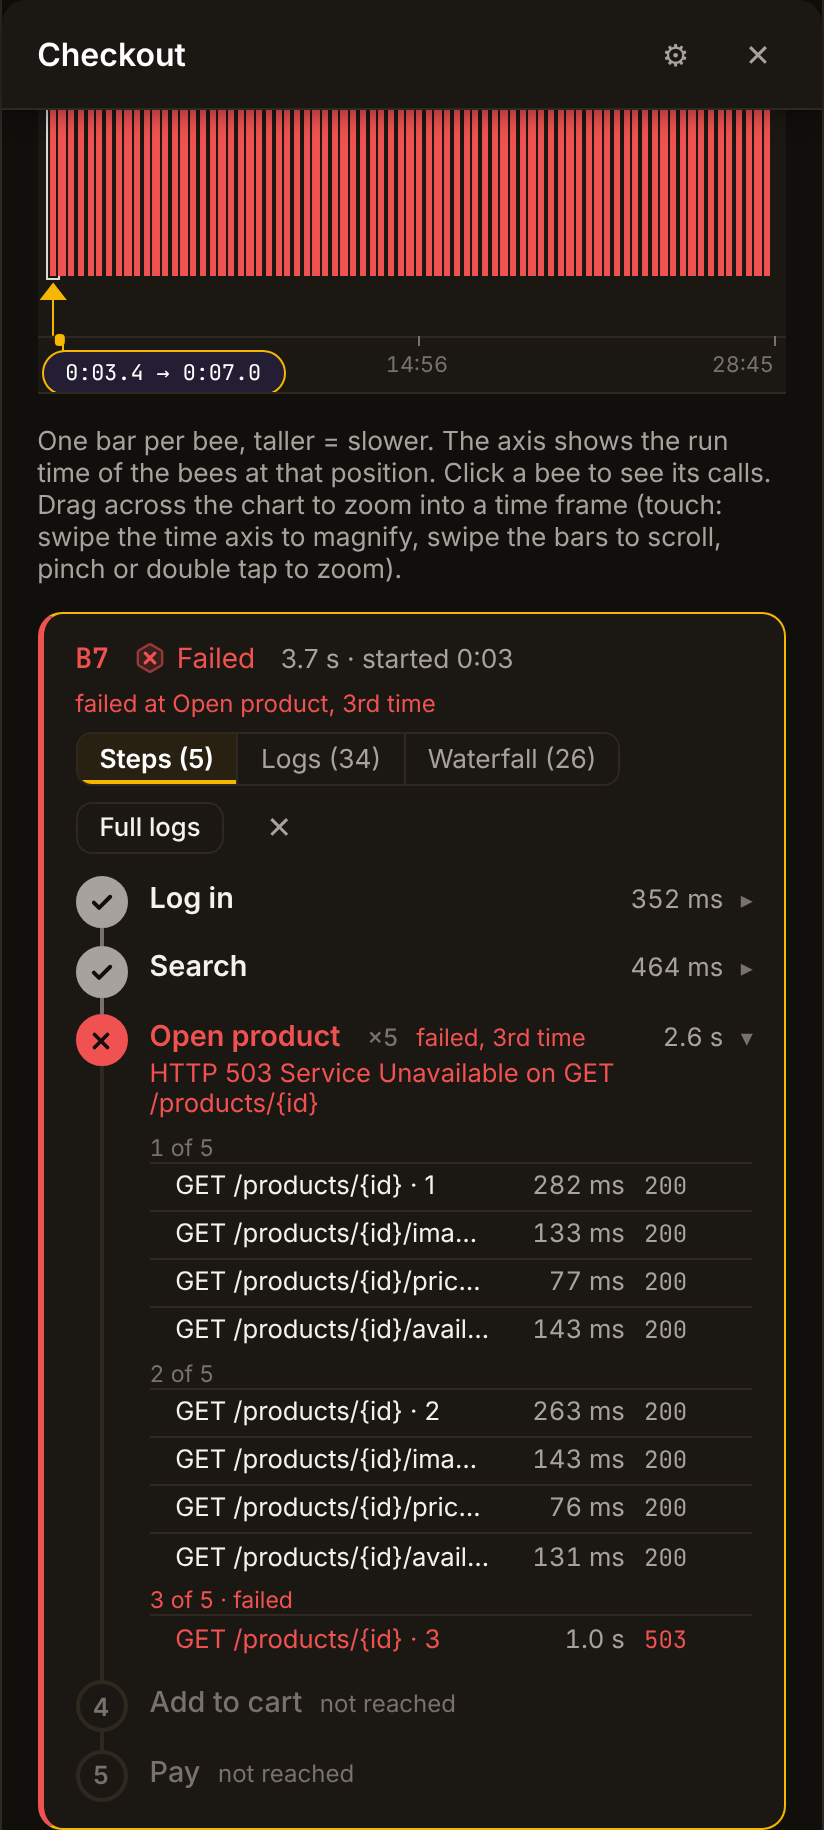 Checkout
0:03.4 → 0:07.0
14:56
28:45
One bar per bee, taller = slower. The axis shows the run
time of the bees at that position. Click a bee to see its calls.
Drag across the chart to zoom into a time frame (touch:
swipe the time axis to magnify, swipe the bars to scroll,
pinch or double tap to zoom).
B7 Failed 3.7 s · started 0:03
failed at Open product, 3rd time
Steps (5) Logs (34) Waterfall (26)
Full logs
Log in 352 ms
Search 464 ms
Open product ×5 failed, 3rd time 2.6 s
HTTP 503 Service Unavailable on GET
/products/{id}
1 of 5
GET /products/{id} · 1 282 ms 200
GET /products/{id}/ima... 133 ms 200
GET /products/{id}/pric... 77 ms 200
GET /products/{id}/avail... 143 ms 200
2 of 5
GET /products/{id} · 2 263 ms 200
GET /products/{id}/ima... 143 ms 200
GET /products/{id}/pric... 76 ms 200
GET /products/{id}/avail... 131 ms 200
3 of 5 · failed
GET /products/{id} · 3 1.0 s 503
4 Add to cart not reached
5 Pay not reached